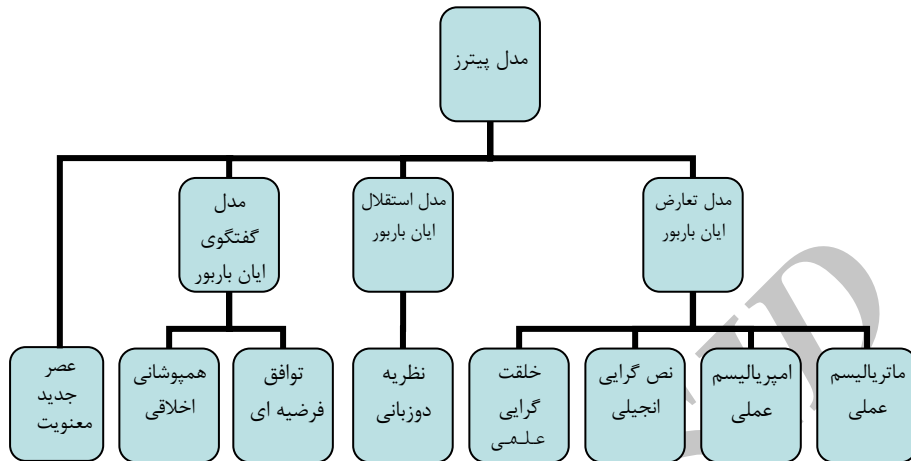 مدل پیترز
مدل تعارض
ایان باربور
مدل استقلال
ایان باربور
مدل
گفتگوی
ایان باربور
ماتریالیسم
عملی
امپریالیسم
عملی
نص گرایی
انجیلی
خلقت
گرایی
علمی
نظریه
دوزبانی
توافق
فرضیه ای
همپوشانی
اخلاقی
عصر
جدید
معنویت